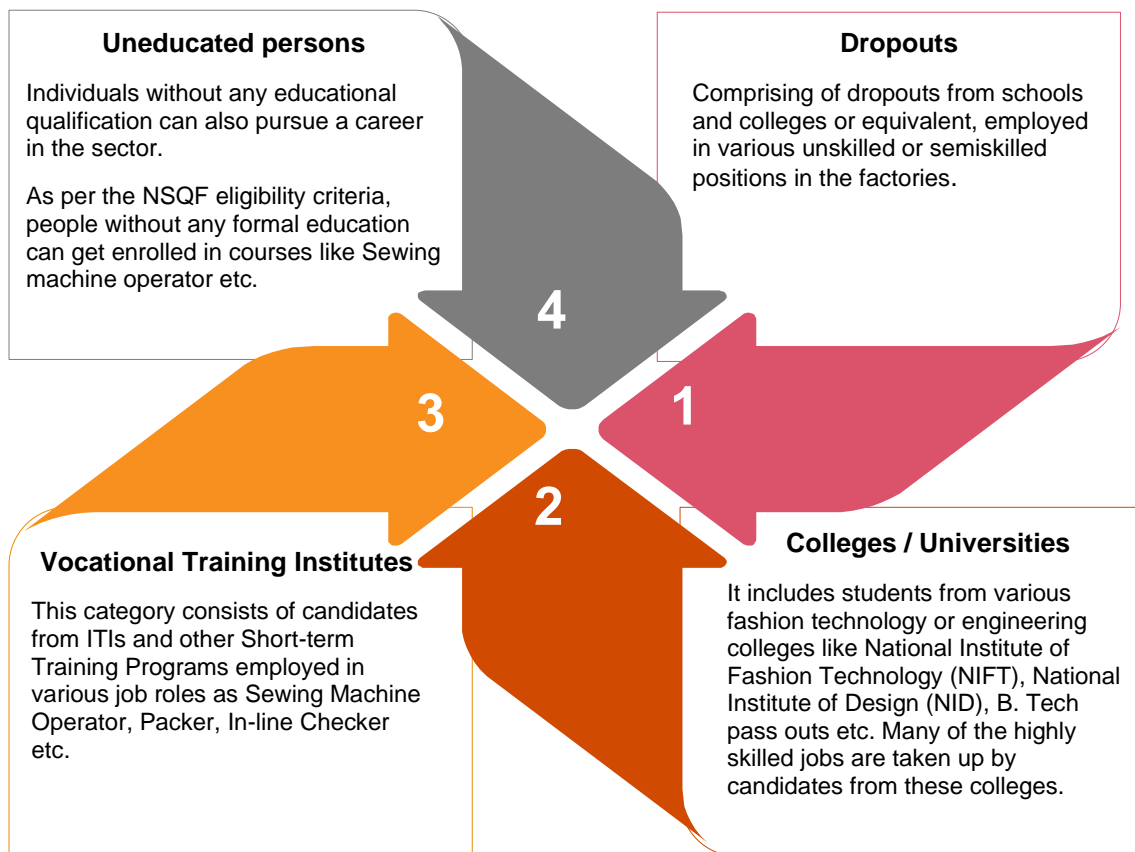 Uneducated persons
Individuals without any educational
qualification can also pursue a career
in the sector.
As per the NSQF eligibility criteria,
people without any formal education
can get enrolled in courses like Sewing
machine operator etc.
Dropouts
Comprising of dropouts from schools
and colleges or equivalent, employed
in various unskilled or semiskilled
positions in the factories.
4
3
1
2
Vocational Training Institutes
This category consists of candidates
from ITIs and other Short-term
Training Programs employed in
various job roles as Sewing Machine
Operator, Packer, In-line Checker
etc.
Colleges / Universities
It includes students from various
fashion technology or engineering
colleges like National Institute of
Fashion Technology (NIFT), National
Institute of Design (NID), B. Tech
pass outs etc. Many of the highly
skilled jobs are taken up by
candidates from these colleges.